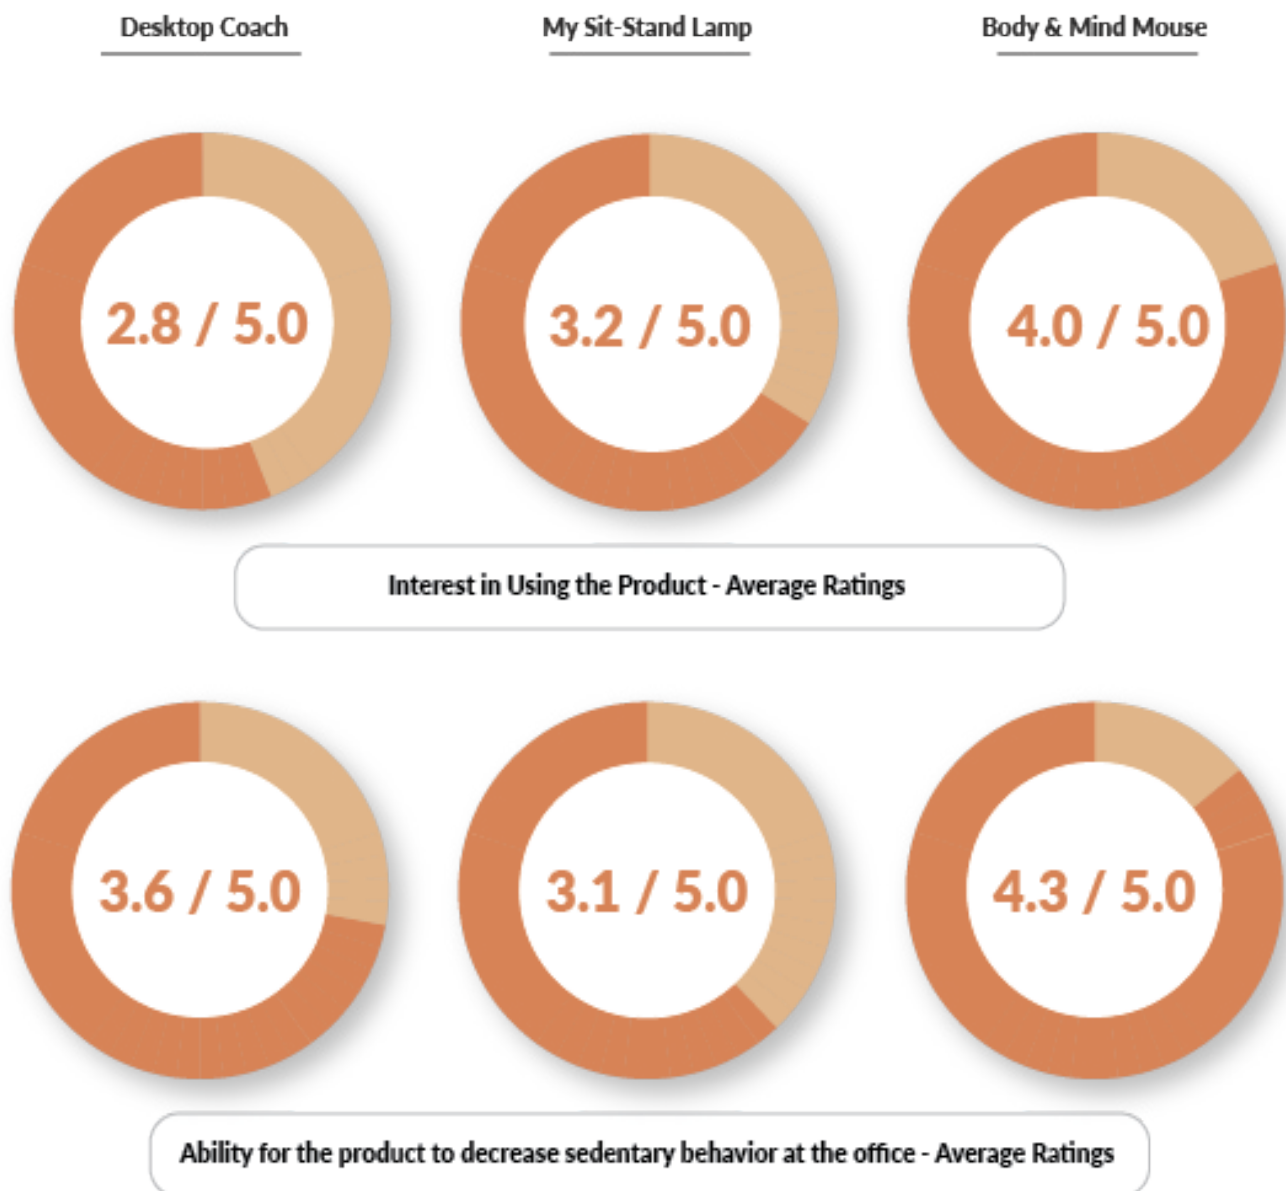 Desktop Coach
My Sit-Stand Lamp
Body & Mind Mouse
2.8 / 5.0
3.2 / 5.0
4.0 / 5.0
Interest in Using the Product - Average Ratings
3.6 / 5.0
3.1 / 5.0
4.3 / 5.0
Ability for the product to decrease sedentary behavior at the office - Average Ratings